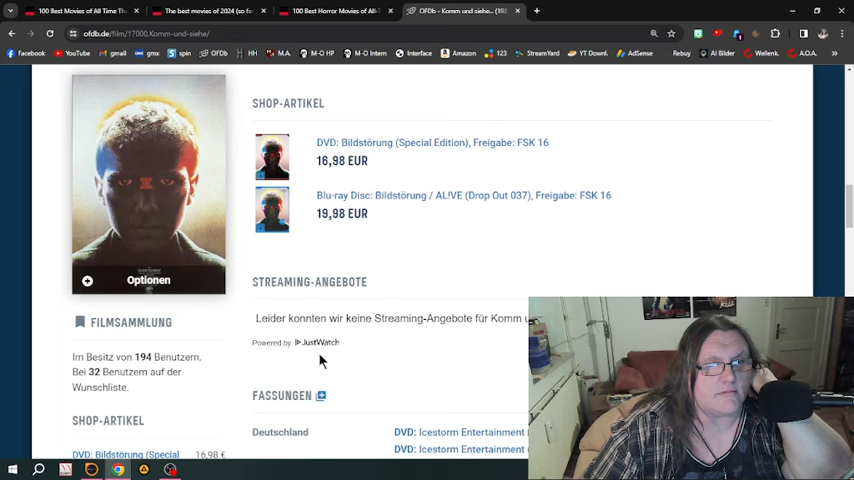 100 Best Movies of All Time Tha
The best movies of 2024 (so far
100 Best Horror Movies of All-T
OFDb - Komm und siehe... (198
ofdb.de/film/17000.Komm-und-siehe/
Facebook
YouTube
gmail
gmx
spin
OFDb
HH
M.A.
M-O HP
M-O Intern
Interface
Amazon
123
StreamYard
YT Downl.
AdSense
Rebuy
AI Bilder
Wellenk.
A.O.A.
SHOP-ARTIKEL
DVD: Bildstörung (Special Edition), Freigabe: FSK 16
16,98 EUR
Blu-ray Disc: Bildstörung / AL!VE (Drop Out 037), Freigabe: FSK 16
19,98 EUR
Optionen
STREAMING-ANGEBOTE
Leider konnten wir keine Streaming-Angebote für Komm u
Powered by JustWatch
FILMSAMMLUNG
Im Besitz von 194 Benutzern.
Bei 32 Benutzern auf der
Wunschliste.
FASSUNGEN
SHOP-ARTIKEL
Deutschland
DVD: Icestorm Entertainment
DVD: Icestorm Entertainment
DVD: Bildstörung (Special 16,98 €